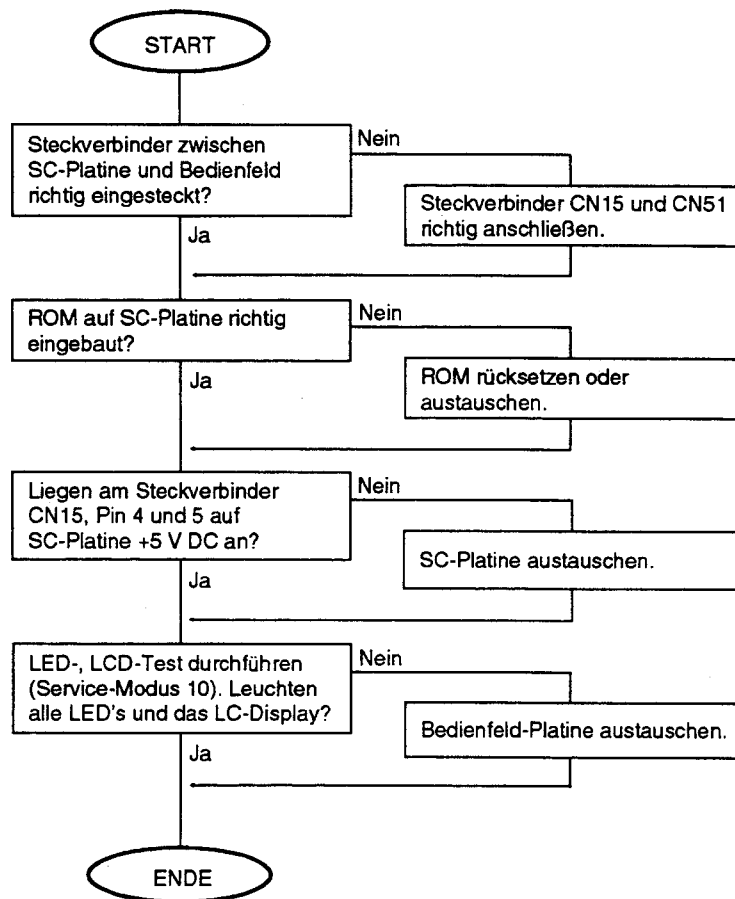 START
Steckverbinder zwischen
SC-Platine und Bedienfeld
richtig eingesteckt?
Nein
Steckverbinder CN15 und CN51
richtig anschließen.
Ja
ROM auf SC-Platine richtig
eingebaut?
Nein
ROM rücksetzen oder
austauschen.
Ja
Liegen am Steckverbinder
CN15, Pin 4 und 5 auf
SC-Platine +5 V DC an?
Nein
SC-Platine austauschen.
Ja
LED-, LCD-Test durchführen
(Service-Modus 10). Leuchten
alle LED's und das LC-Display?
Nein
Bedienfeld-Platine austauschen.
Ja
ENDE